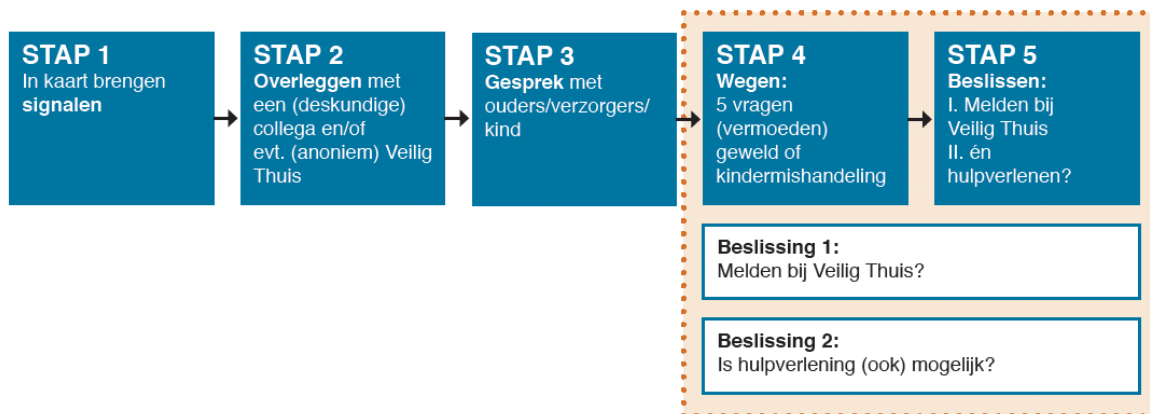 STAP 1
In kaart brengen
signalen
STAP 2
Overleggen met
een (deskundige)
collega en/of
evt. (anoniem) Veilig
Thuis
STAP 3
Gesprek met
ouders/verzorgers/
kind
STAP 4
Wegen:
5 vragen
(vermoeden)
geweld of
kindermishandeling
STAP 5
Beslissen:
I. Melden bij
Veilig Thuis
II. én
hulpverlenen?
Beslissing 1:
Melden bij Veilig Thuis?
Beslissing 2:
Is hulpverlening (ook) mogelijk?